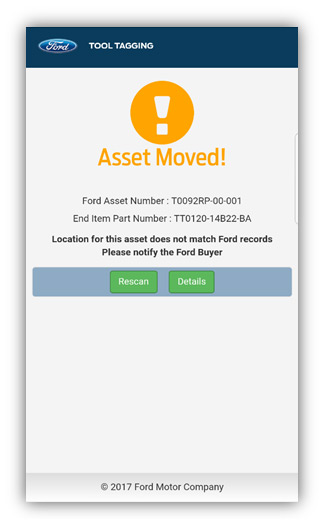 Ford
TOOL TAGGING
Asset Moved!
Ford Asset Number : T0092RP-00-001
End Item Part Number : TT0120-14B22-BA
Location for this asset does not match Ford records
Please notify the Ford Buyer
Rescan
Details
© 2017 Ford Motor Company